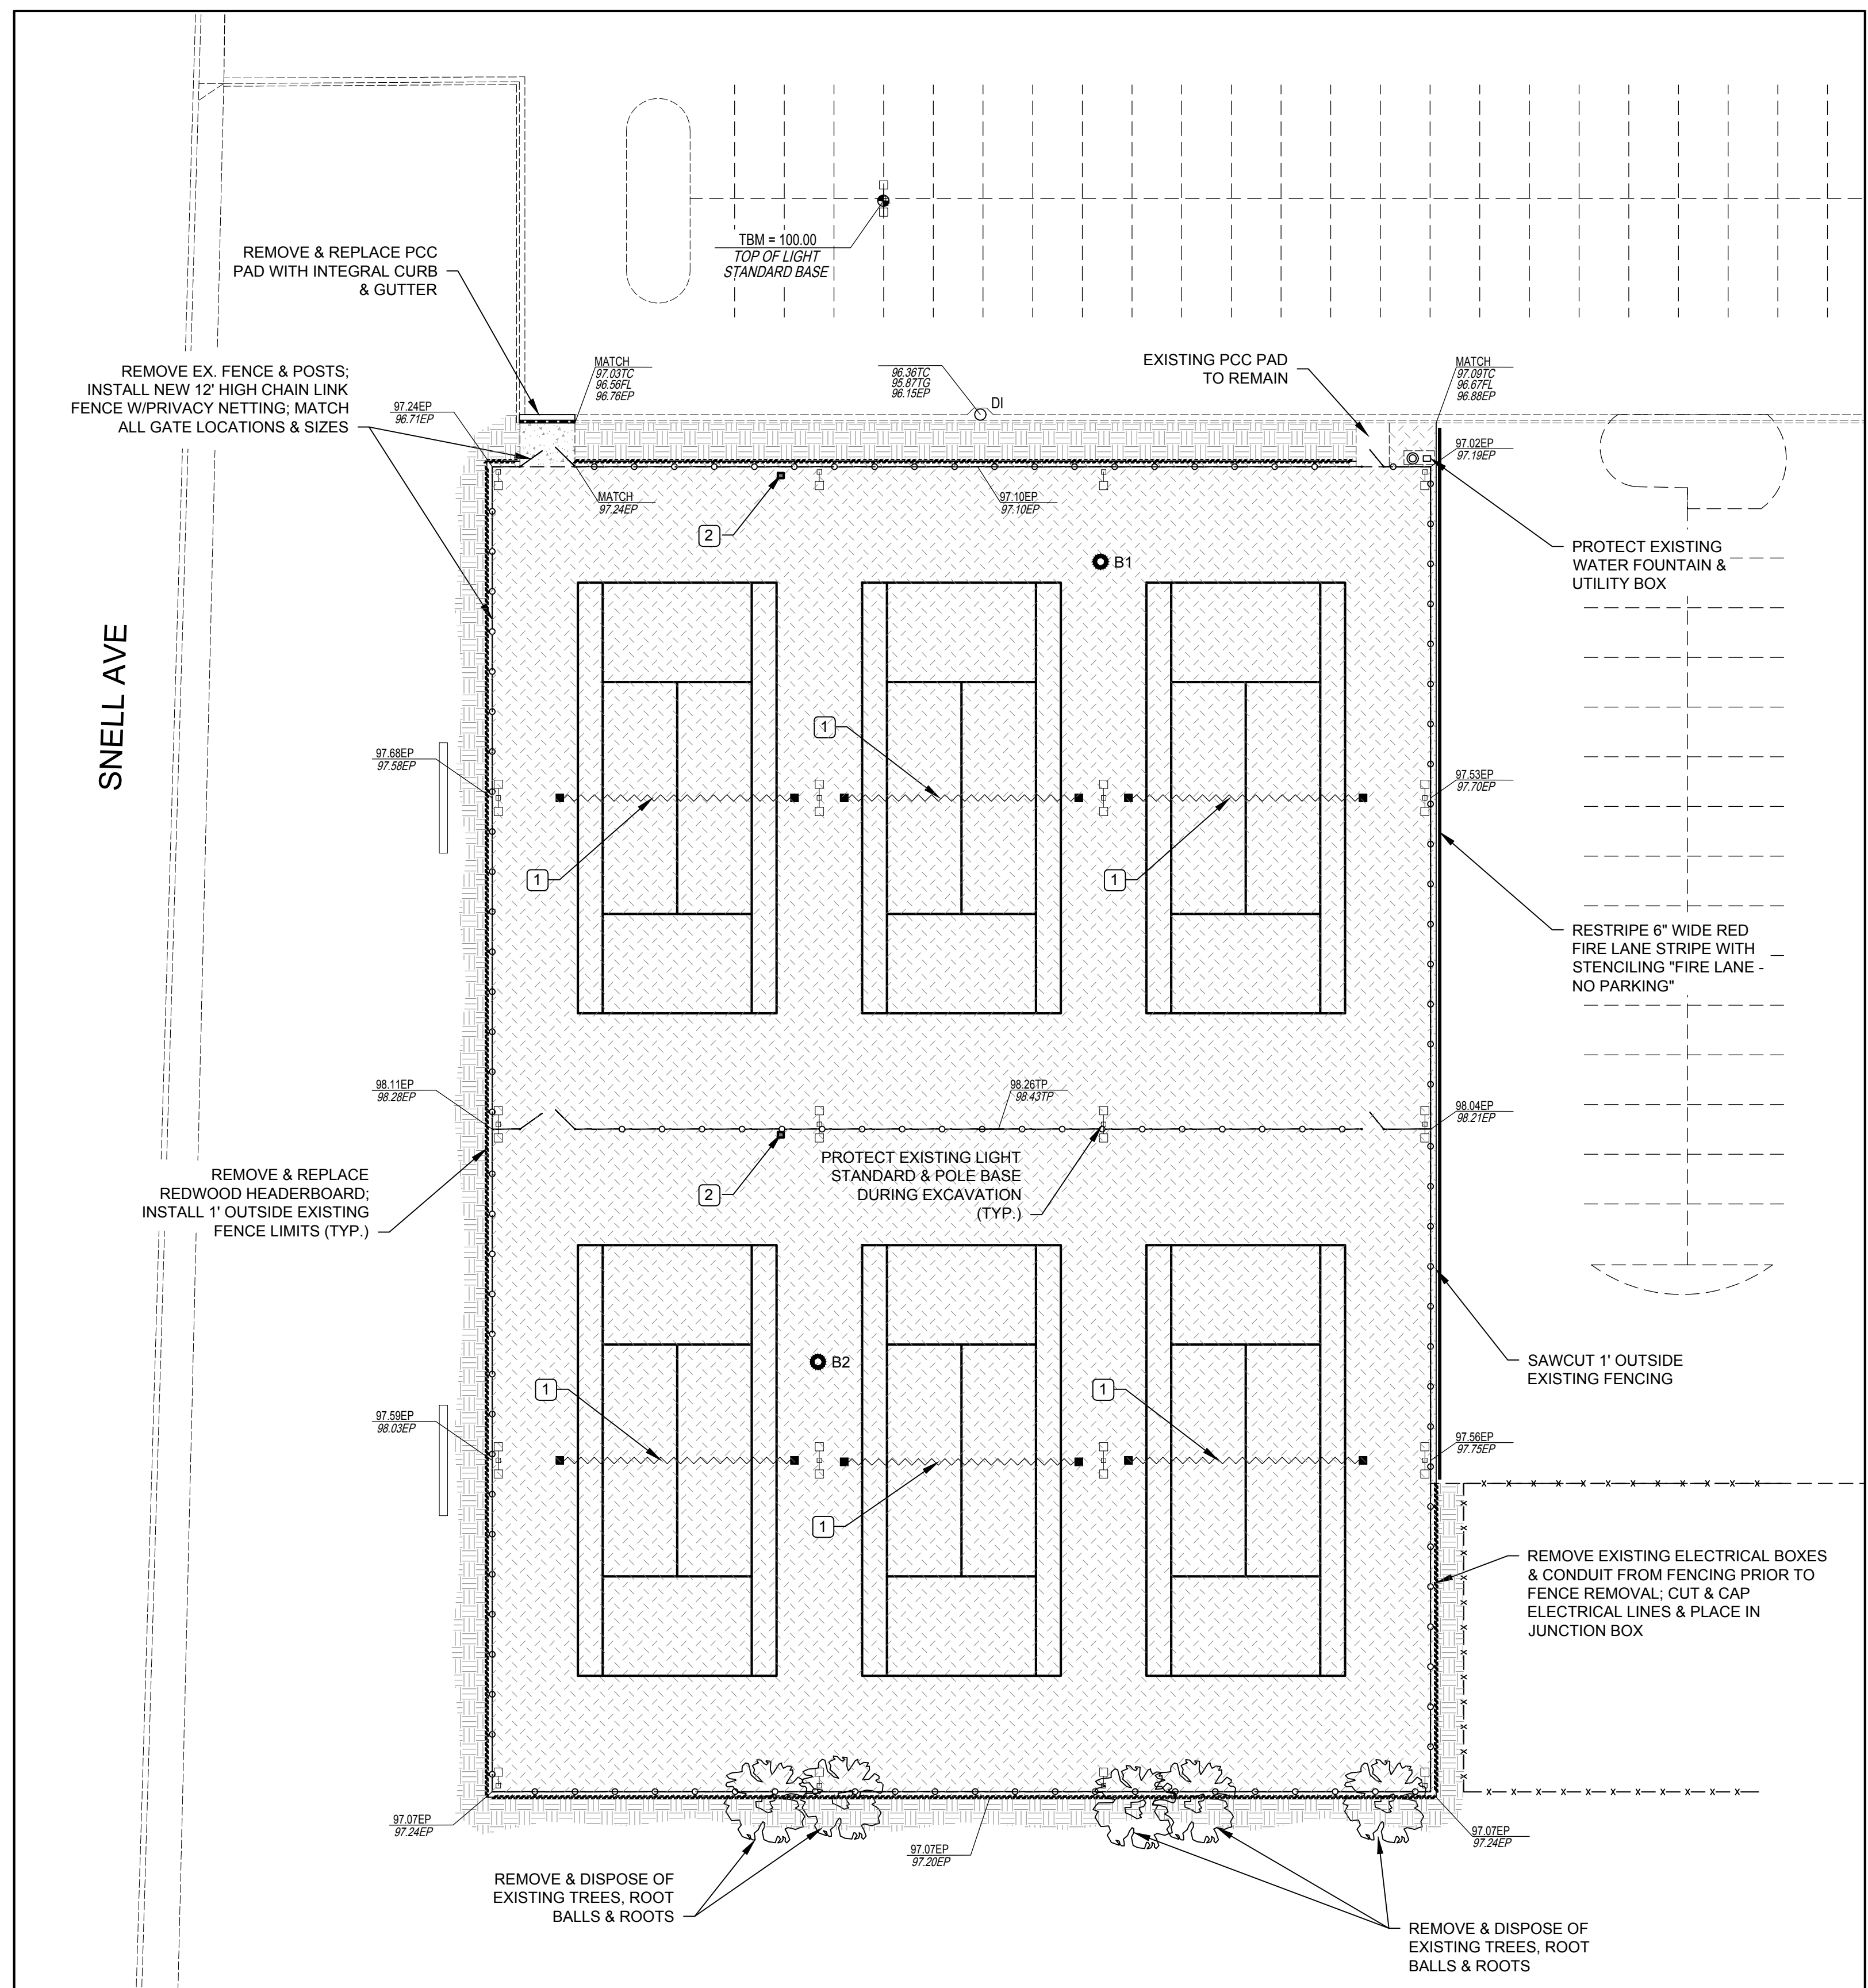 TBM = 100.00
TOP OF LIGHT
STANDARD BASE
REMOVE & REPLACE PCC
PAD WITH INTEGRAL CURB
& GUTTER
REMOVE EX. FENCE & POSTS;
INSTALL NEW 12' HIGH CHAIN LINK
FENCE W/PRIVACY NETTING; MATCH
ALL GATE LOCATIONS & SIZES
97.24EP
96.71EP
MATCH
97.03TC
96.56FL
96.76EP
96.36TC
95.87TG
96.15EP
DI
EXISTING PCC PAD
TO REMAIN
MATCH
97.09TC
96.67FL
96.88EP
97.02EP
97.19EP
MATCH
97.24EP
97.10EP
97.10EP
2
B1
PROTECT EXISTING
WATER FOUNTAIN &
UTILITY BOX
SNELL AVE
1
97.68EP
97.58EP
97.53EP
97.70EP
1
1
RESTRIPE 6" WIDE RED
FIRE LANE STRIPE WITH
STENCILING "FIRE LANE -
NO PARKING"
98.11EP
98.28EP
98.26TP
98.43TP
98.04EP
98.21EP
REMOVE & REPLACE
REDWOOD HEADERBOARD;
INSTALL 1' OUTSIDE EXISTING
FENCE LIMITS (TYP.)
2
PROTECT EXISTING LIGHT
STANDARD & POLE BASE
DURING EXCAVATION
(TYP.)
B2
SAWCUT 1' OUTSIDE
EXISTING FENCING
1
1
97.59EP
98.03EP
97.56EP
97.75EP
1
REMOVE EXISTING ELECTRICAL BOXES
& CONDUIT FROM FENCING PRIOR TO
FENCE REMOVAL; CUT & CAP
ELECTRICAL LINES & PLACE IN
JUNCTION BOX
97.07EP
97.24EP
97.07EP
97.20EP
97.07EP
97.24EP
REMOVE & DISPOSE OF
EXISTING TREES, ROOT
BALLS & ROOTS
REMOVE & DISPOSE OF
EXISTING TREES, ROOT
BALLS & ROOTS